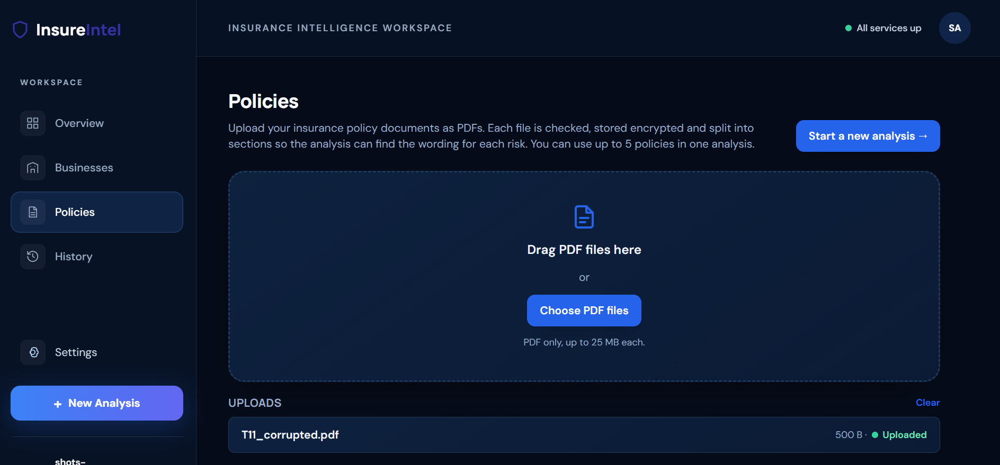 InsureIntel
INSURANCE INTELLIGENCE WORKSPACE
All services up
SA
WORKSPACE
Overview
Businesses
Policies
History
Settings
+ New Analysis
shots-
Policies
Upload your insurance policy documents as PDFs. Each file is checked, stored encrypted and split into
sections so the analysis can find the wording for each risk. You can use up to 5 policies in one analysis.
Start a new analysis →
Drag PDF files here
or
Choose PDF files
PDF only, up to 25 MB each.
UPLOADS
Clear
T11_corrupted.pdf
500 B · Uploaded